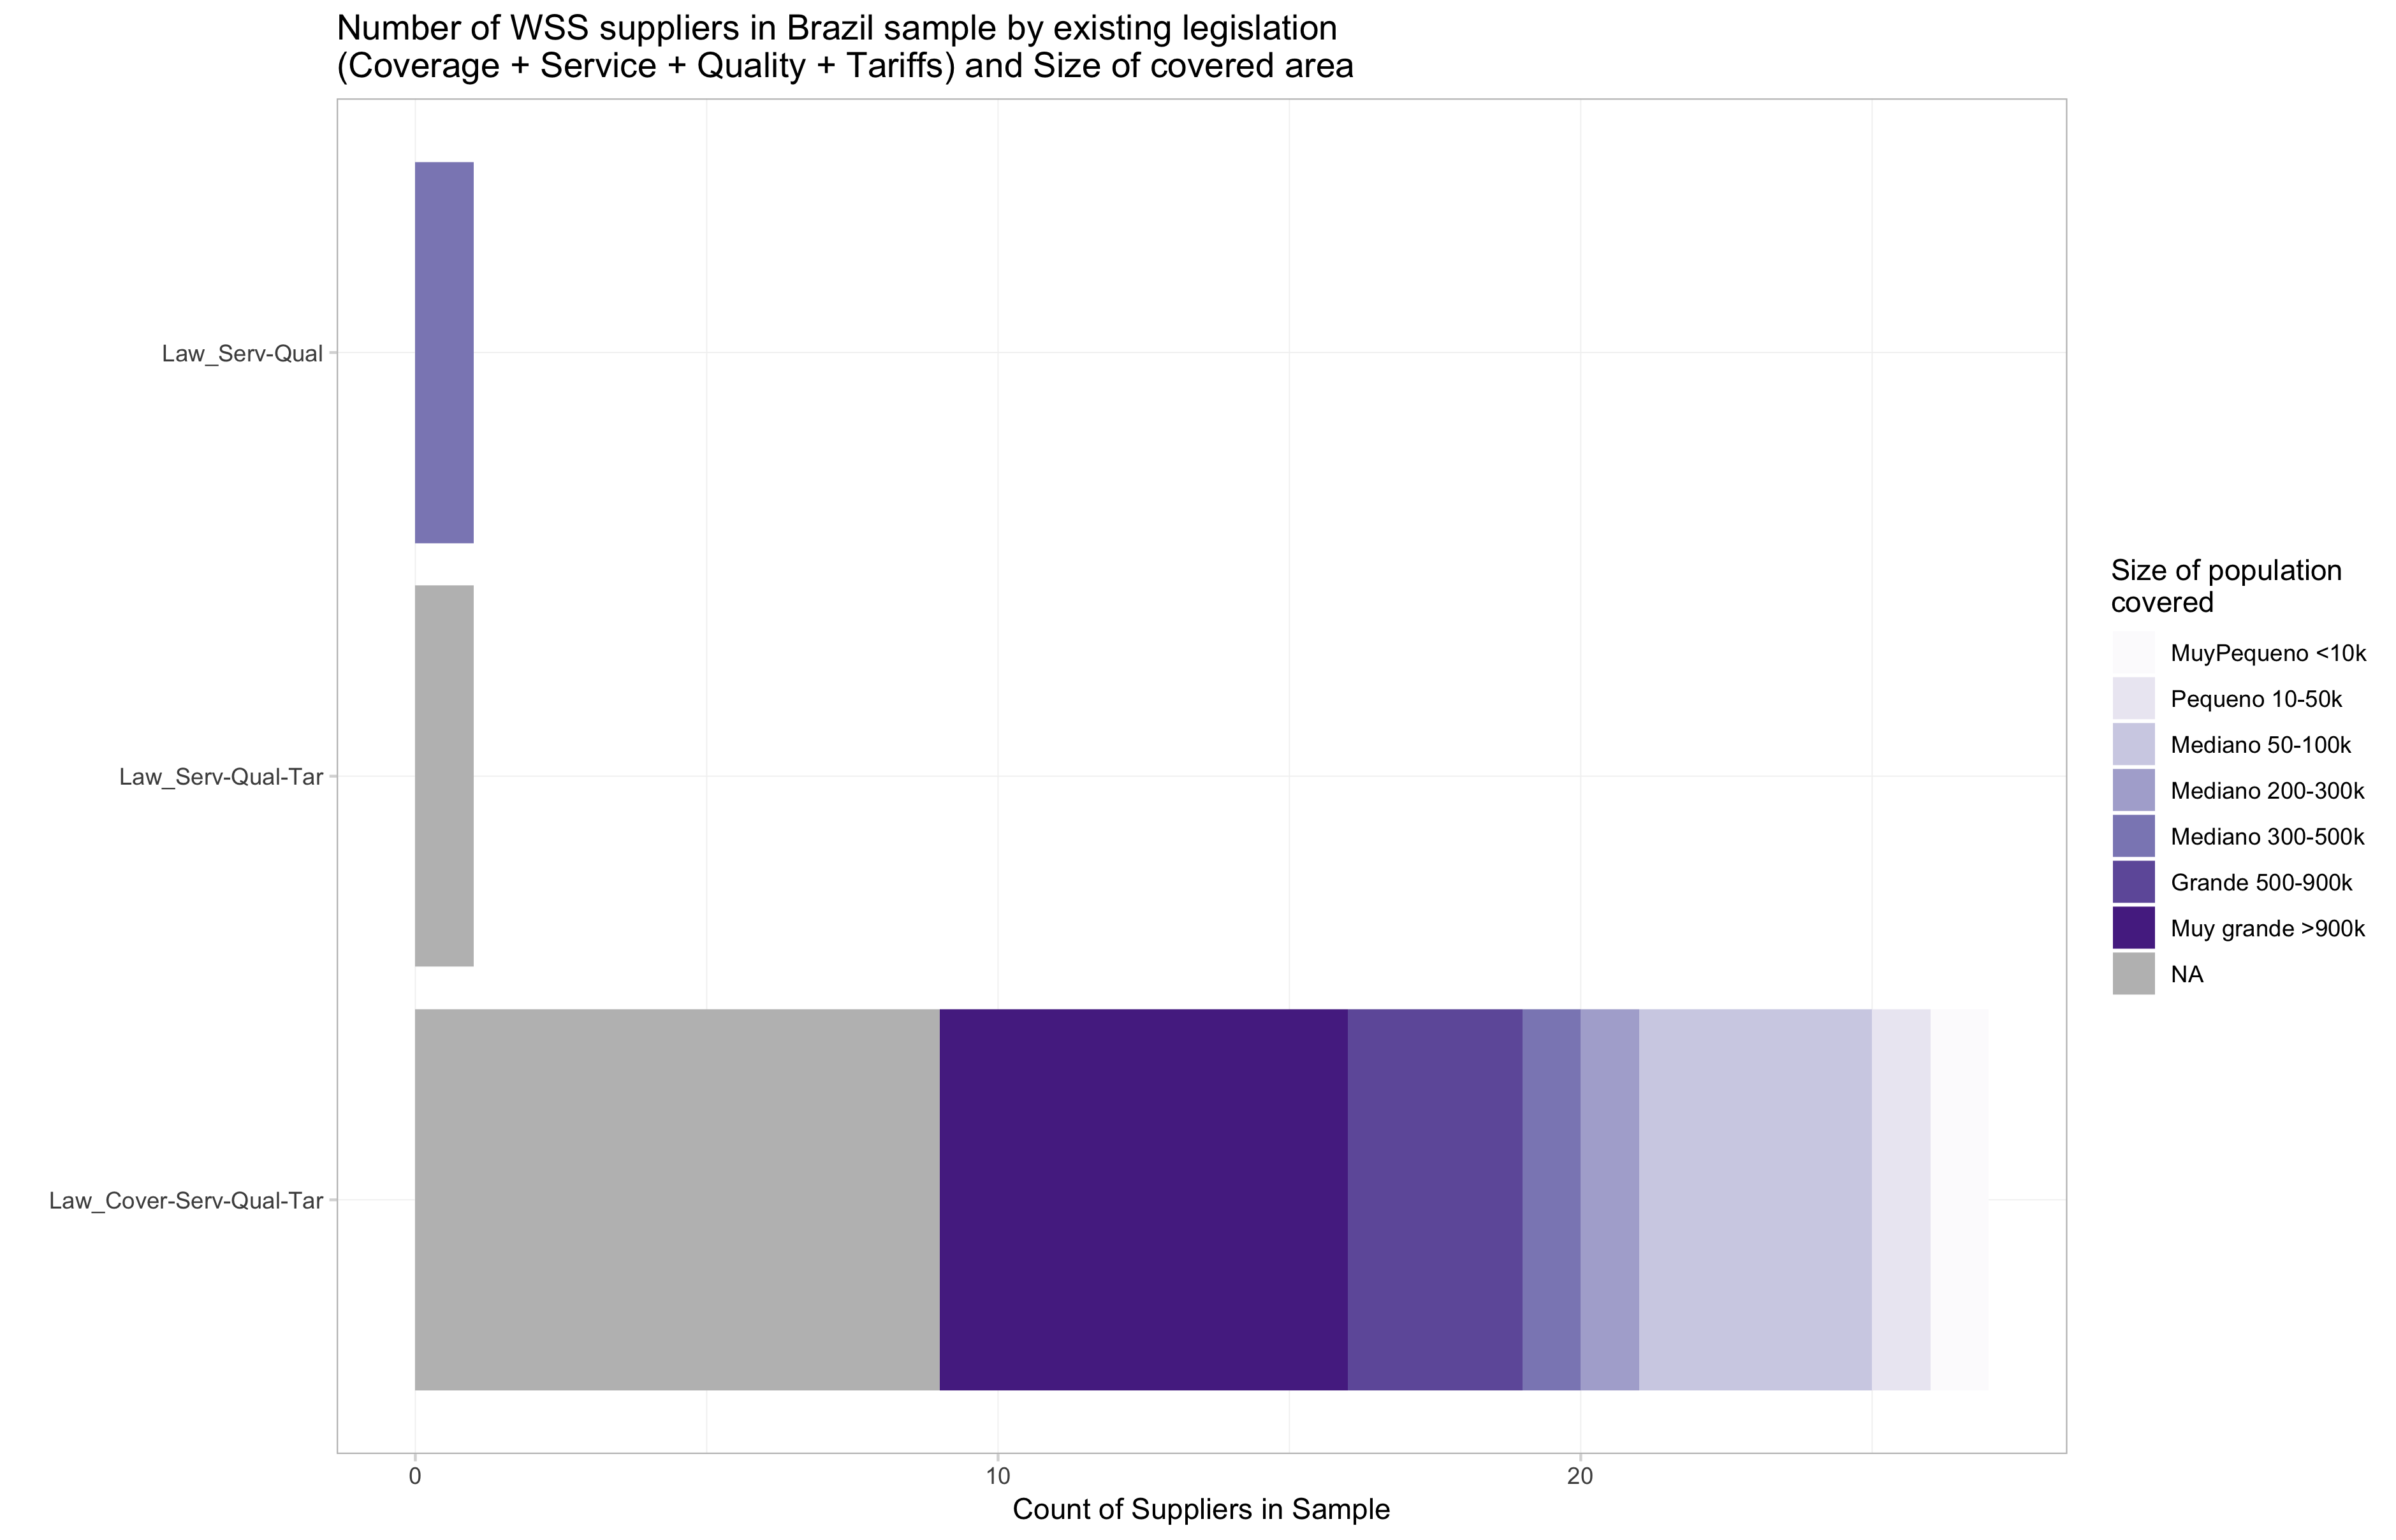 Number of WSS suppliers in Brazil sample by existing legislation
(Coverage + Service + Quality + Tariffs) and Size of covered area
Law_Serv-Qual
Law_Serv-Qual-Tar
Law_Cover-Serv-Qual-Tar
0
10
20
Count of Suppliers in Sample
Size of population
covered
MuyPequeno <10k
Pequeno 10-50k
Mediano 50-100k
Mediano 200-300k
Mediano 300-500k
Grande 500-900k
Muy grande >900k
NA